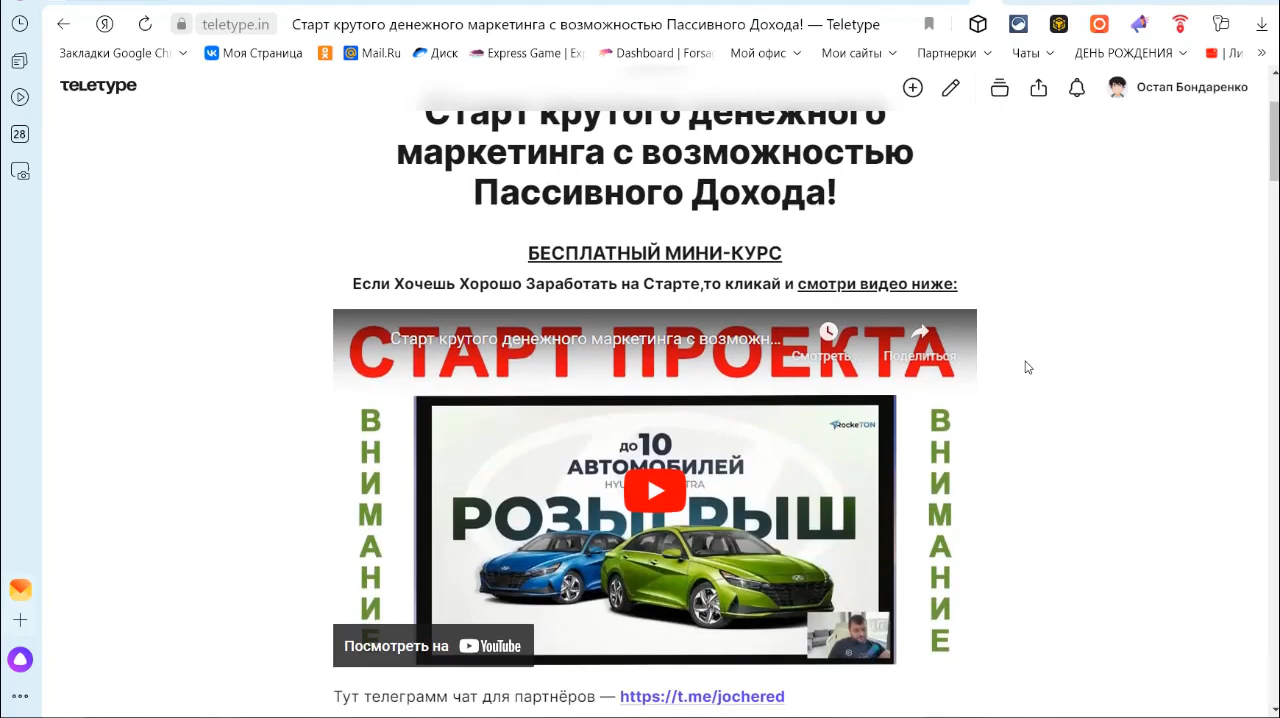 teletype.in
Старт крутого денежного маркетинга с возможностью Пассивного Дохода! — Teletype
Закладки Google Ch
Моя Страница
Mail.Ru
Диск
Express Game | Ex
Dashboard | Forsa
Мой офис
Мои сайты
Партнерки
Чаты
ДЕНЬ РОЖДЕНИЯ
| Ли
»
28
TELETYPE
Остап Бондаренко
Старт крутого денежного
маркетинга с возможностью
Пассивного Дохода!
БЕСПЛАТНЫЙ МИНИ-КУРС
Если Хочешь Хорошо Заработать на Старте,то кликай и смотри видео ниже:
Старт крутого денежного маркетинга с возможн...
Смотреть...
Поделиться
СТАРТ ПРОЕКТА
ВНИМАНИЕ
RockeTON
до 10
АВТОМОБИЛЕЙ
РОЗЫГРЫШ
ВНИМАНИЕ
Посмотреть на YouTube
Тут телеграмм чат для партнёров — https://t.me/jochered